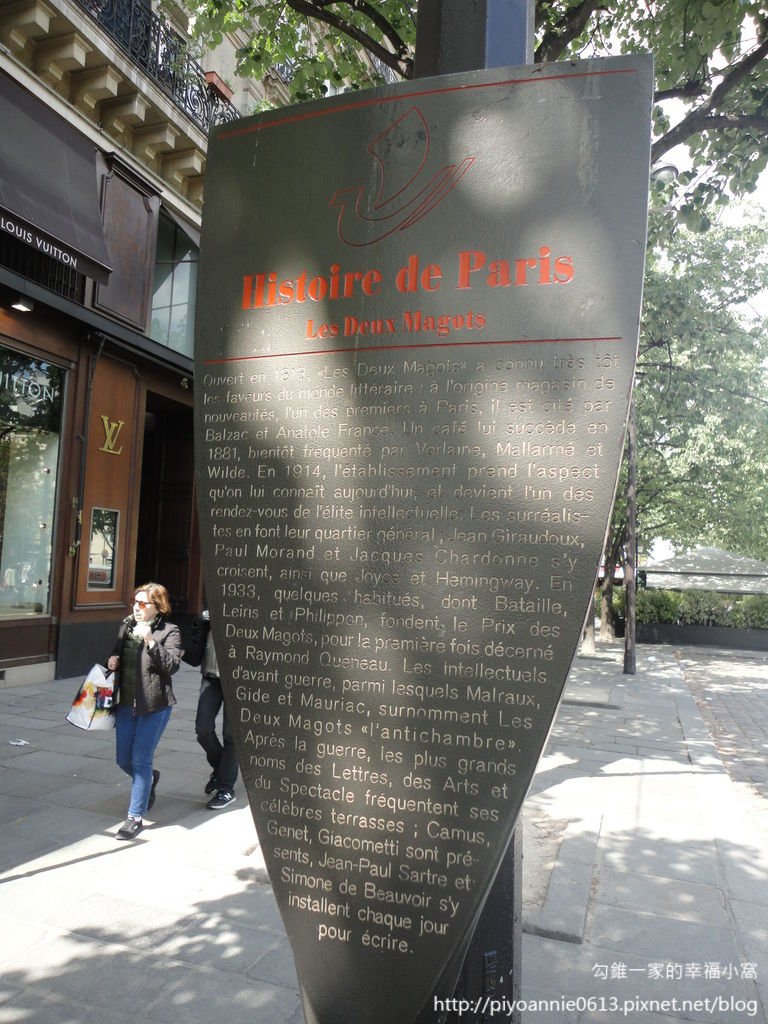 LOUIS VUITTON
VUITTON
LV
Histoire de Paris
Les Deux Magots
Ouvert en 1813, «Les Deux Magots» a connu très tôt
les faveurs du monde littéraire : à l'origine magasin de
nouveautés, l'un des premiers à Paris, il est cité par
Balzac et Anatole France. Un café lui succède en
1881, bientôt fréquenté par Verlaine, Mallarmé et
Wilde. En 1914, l'établissement prend l'aspect
qu'on lui connaît aujourd'hui, et devient l'un des
rendez-vous de l'élite intellectuelle. Les surréalis-
tes en font leur quartier général ; Jean Giraudoux,
Paul Morand et Jacques Chardonne s'y
croisent, ainsi que Joyce et Hemingway. En
1933, quelques habitués, dont Bataille,
Leiris et Philippon, fondent, le Prix des
Deux Magots, pour la première fois décerné
à Raymond Queneau. Les intellectuels
d'avant guerre, parmi lesquels Malraux,
Gide et Mauriac, surnomment Les
Deux Magots «l'antichambre».
Après la guerre, les plus grands
noms des Lettres, des Arts et
du Spectacle fréquentent ses
célèbres terrasses ; Camus,
Genet, Giacometti sont pré-
sents, Jean-Paul Sartre et
Simone de Beauvoir s'y
installent chaque jour
pour écrire.
勾錐一家的幸福小窩
http://piyoannie0613.pixnet.net/blog